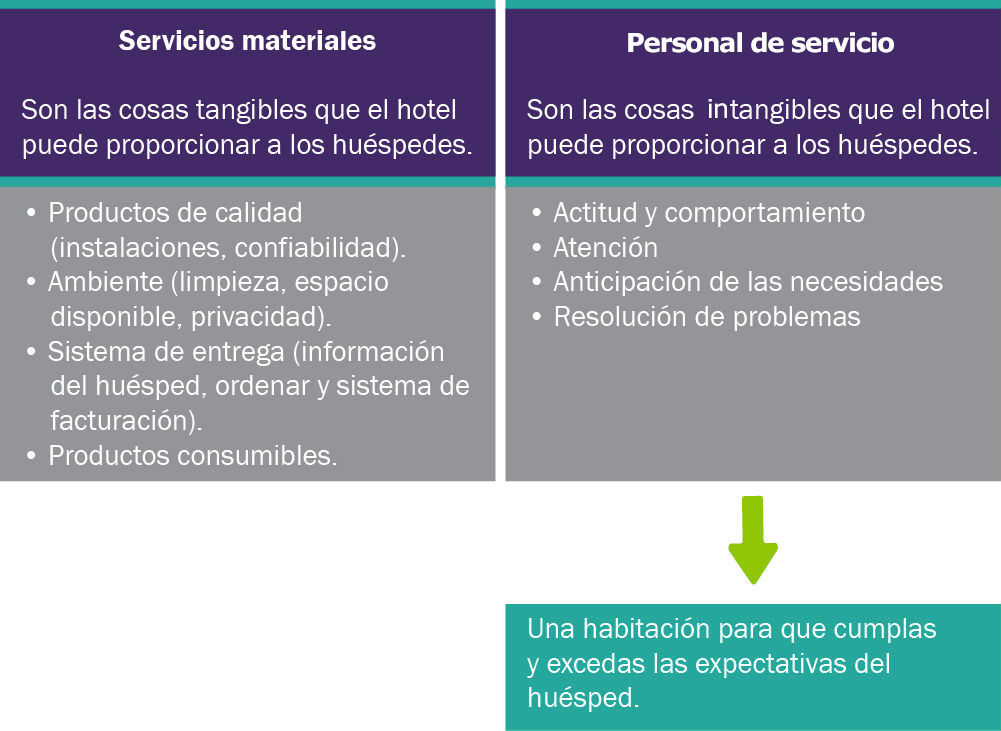 Servicios materiales
Son las cosas tangibles que el hotel
puede proporcionar a los huéspedes.
• Productos de calidad
(instalaciones, confiabilidad).
• Ambiente (limpieza, espacio
disponible, privacidad).
• Sistema de entrega (información
del huésped, ordenar y sistema de
facturación).
• Productos consumibles.
Personal de servicio
Son las cosas intangibles que el hotel
puede proporcionar a los huéspedes.
• Actitud y comportamiento
• Atención
• Anticipación de las necesidades
• Resolución de problemas
Una habitación para que cumplas
y excedas las expectativas del
huésped.